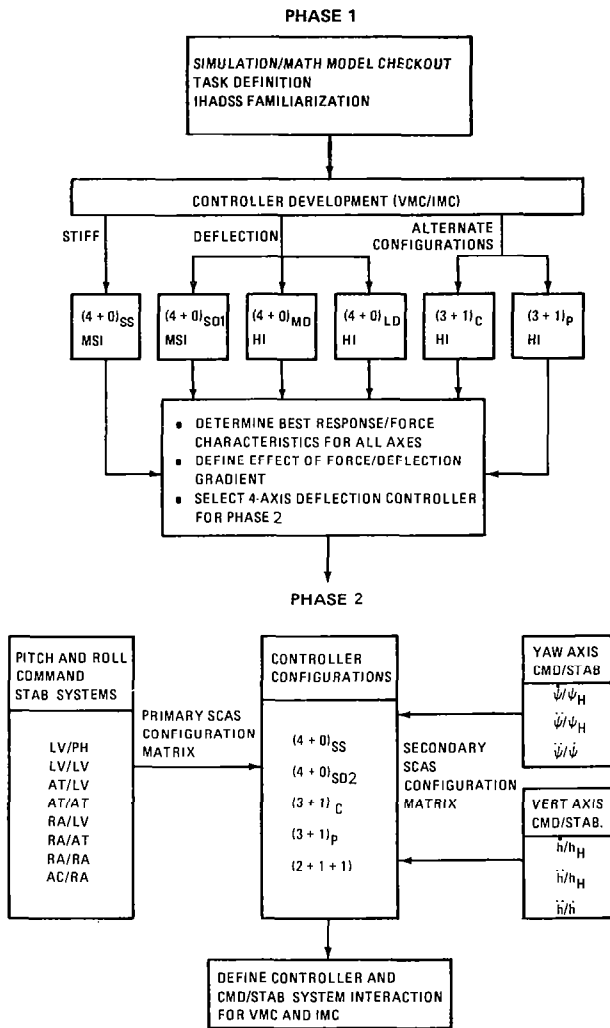 PHASE 1
SIMULATION/MATH MODEL CHECKOUT
TASK DEFINITION
IHADSS FAMILIARIZATION
CONTROLLER DEVELOPMENT (VMC/IMC)
STIFF
DEFLECTION
ALTERNATE
CONFIGURATIONS
(4 + 0)SS
MSI
(4 + 0)SD1
MSI
(4 + 0)MD
HI
(4 + 0)LD
HI
(3 + 1)C
HI
(3 + 1)P
HI
• DETERMINE BEST RESPONSE/FORCE
CHARACTERISTICS FOR ALL AXES
• DEFINE EFFECT OF FORCE/DEFLECTION
GRADIENT
• SELECT 4-AXIS DEFLECTION CONTROLLER
FOR PHASE 2
PHASE 2
PITCH AND ROLL
COMMAND
STAB SYSTEMS
LV/PH
LV/LV
AT/LV
AT/AT
RA/LV
RA/AT
RA/RA
AC/RA
PRIMARY SCAS
CONFIGURATION
MATRIX
CONTROLLER
CONFIGURATIONS
(4 + 0)SS
(4 + 0)SD2
(3 + 1)C
(3 + 1)P
(2 + 1 + 1)
SECONDARY
SCAS
CONFIGURATION
MATRIX
YAW AXIS
CMD/STAB
ψ̇/ψH
ψ̈/ψH
ψ̈/ψ̇
VERT AXIS
CMD/STAB.
ḣ/hH
ḧ/hH
ḧ/ḣ
DEFINE CONTROLLER AND
CMD/STAB SYSTEM INTERACTION
FOR VMC AND IMC